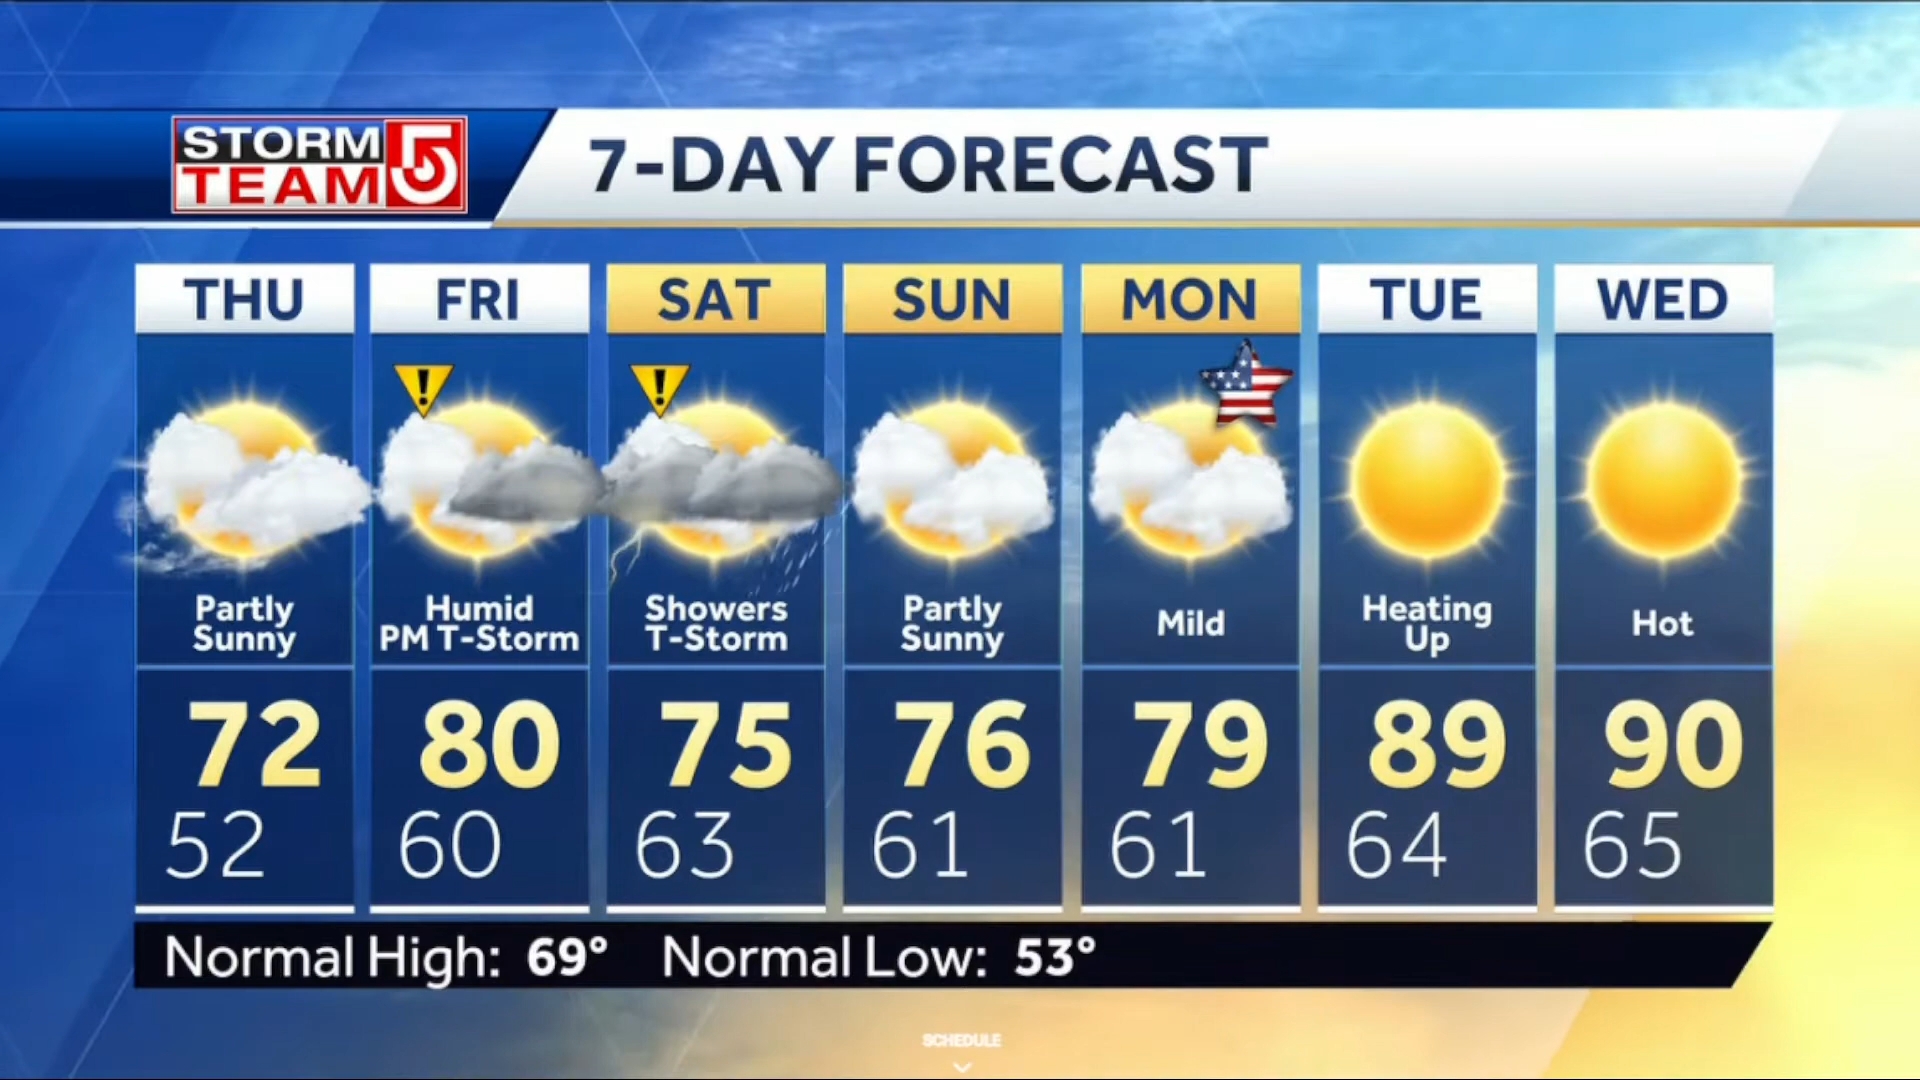 STORM
TEAM 5
7-DAY FORECAST
THU FRI SAT SUN MON TUE WED
! !
Partly Sunny
Humid PM T-Storm
Showers T-Storm
Partly Sunny
Mild
Heating Up
Hot
72 80 75 76 79 89 90
52 60 63 61 61 64 65
Normal High: 69° Normal Low: 53°
SCHEDULE